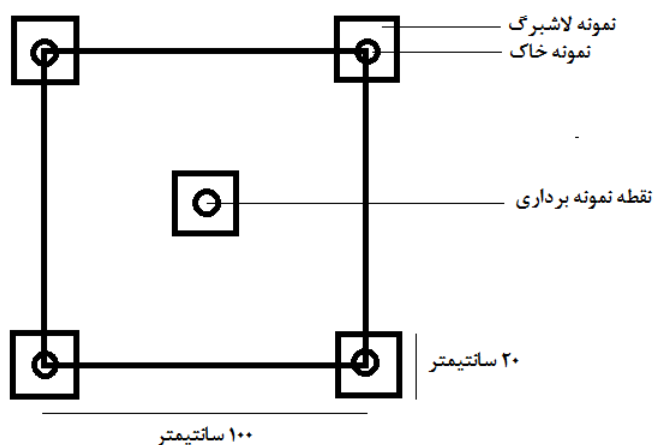 نمونه لاشبرگ
نمونه خاک
نقطه نمونه برداری
۲۰ سانتیمتر
۱۰۰ سانتیمتر